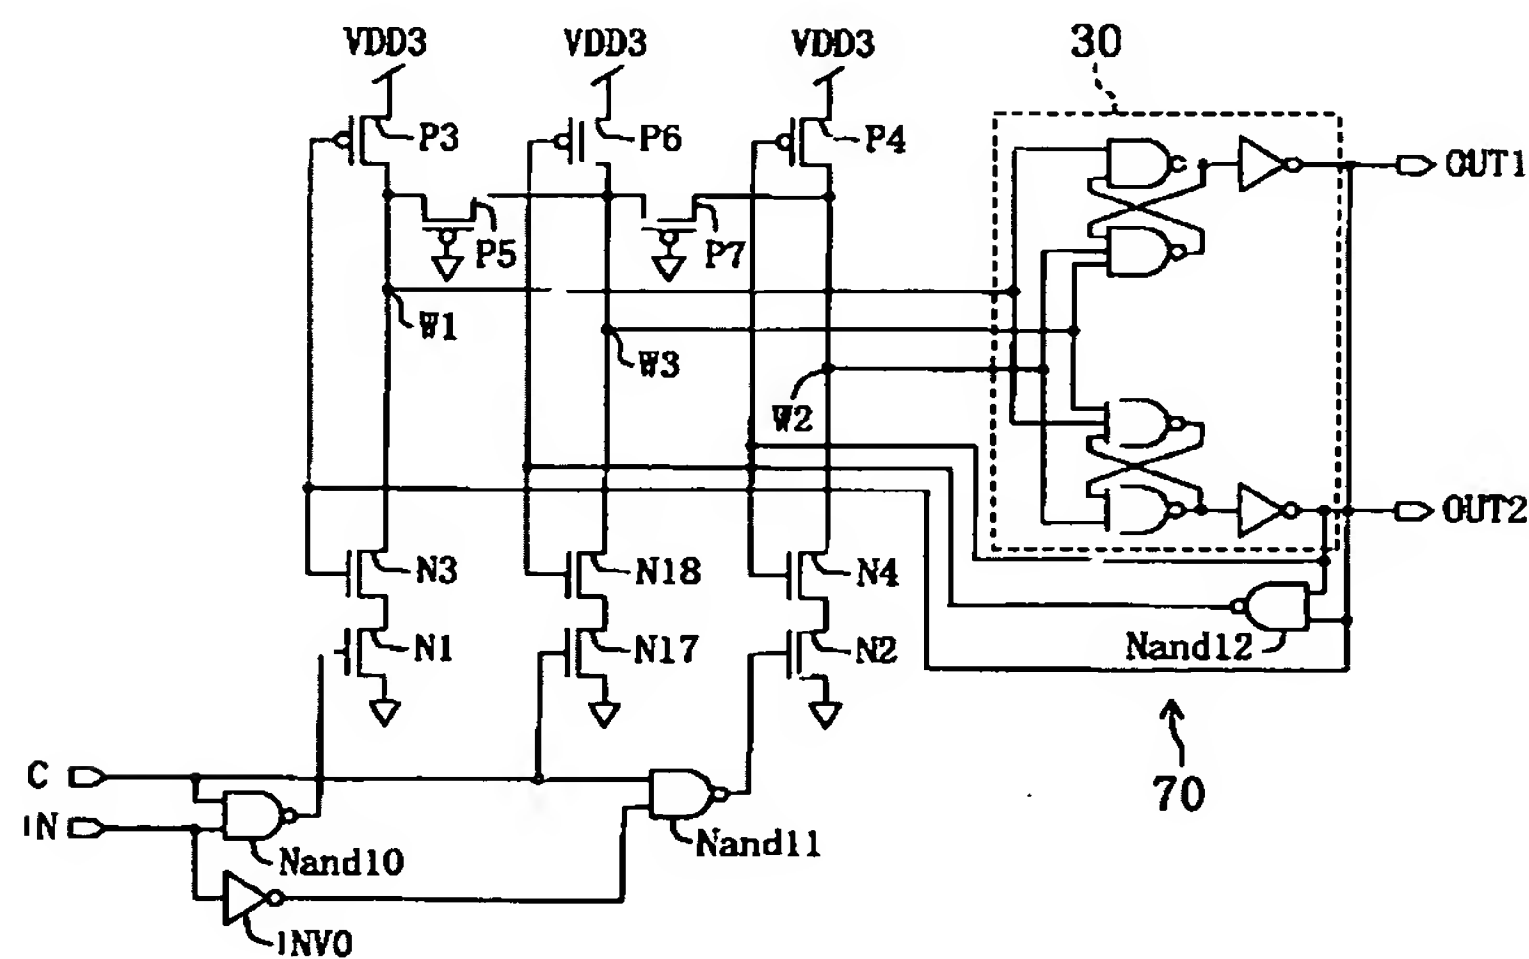 VDD3 VDD3 VDD3 30
P3 P6 P4 OUT1
P5 P7
W1
W3
W2
OUT2
N3 N18 N4
N1 N17 N2 Nand12
C 70
IN
Nand10 Nand11
INV0